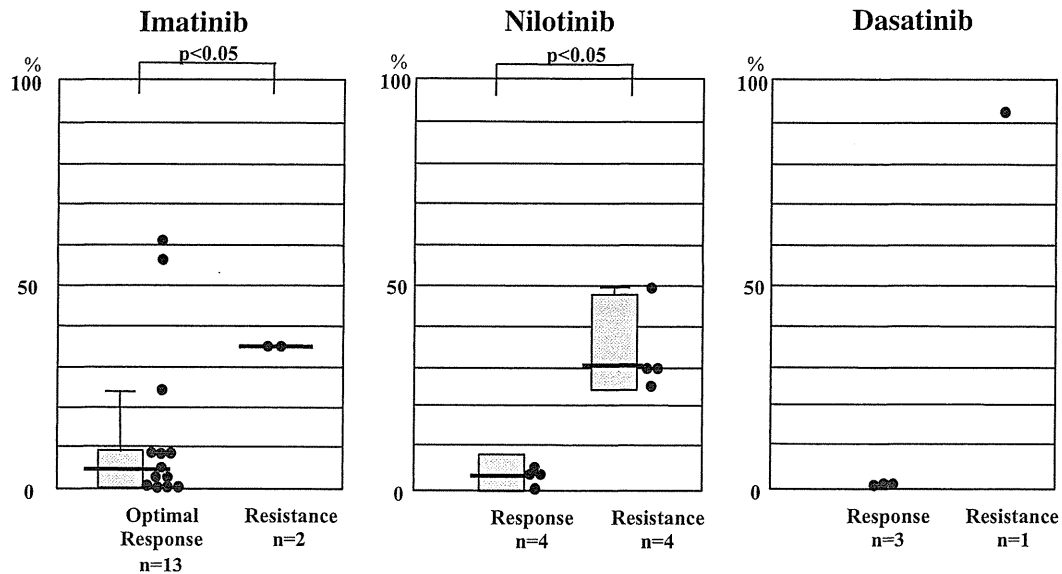 Imatinib
p<0.05
%
100
50
0
Optimal
Response
n=13
Resistance
n=2
Nilotinib
p<0.05
%
100
50
0
Response
n=4
Resistance
n=4
Dasatinib
%
100
50
0
Response
n=3
Resistance
n=1